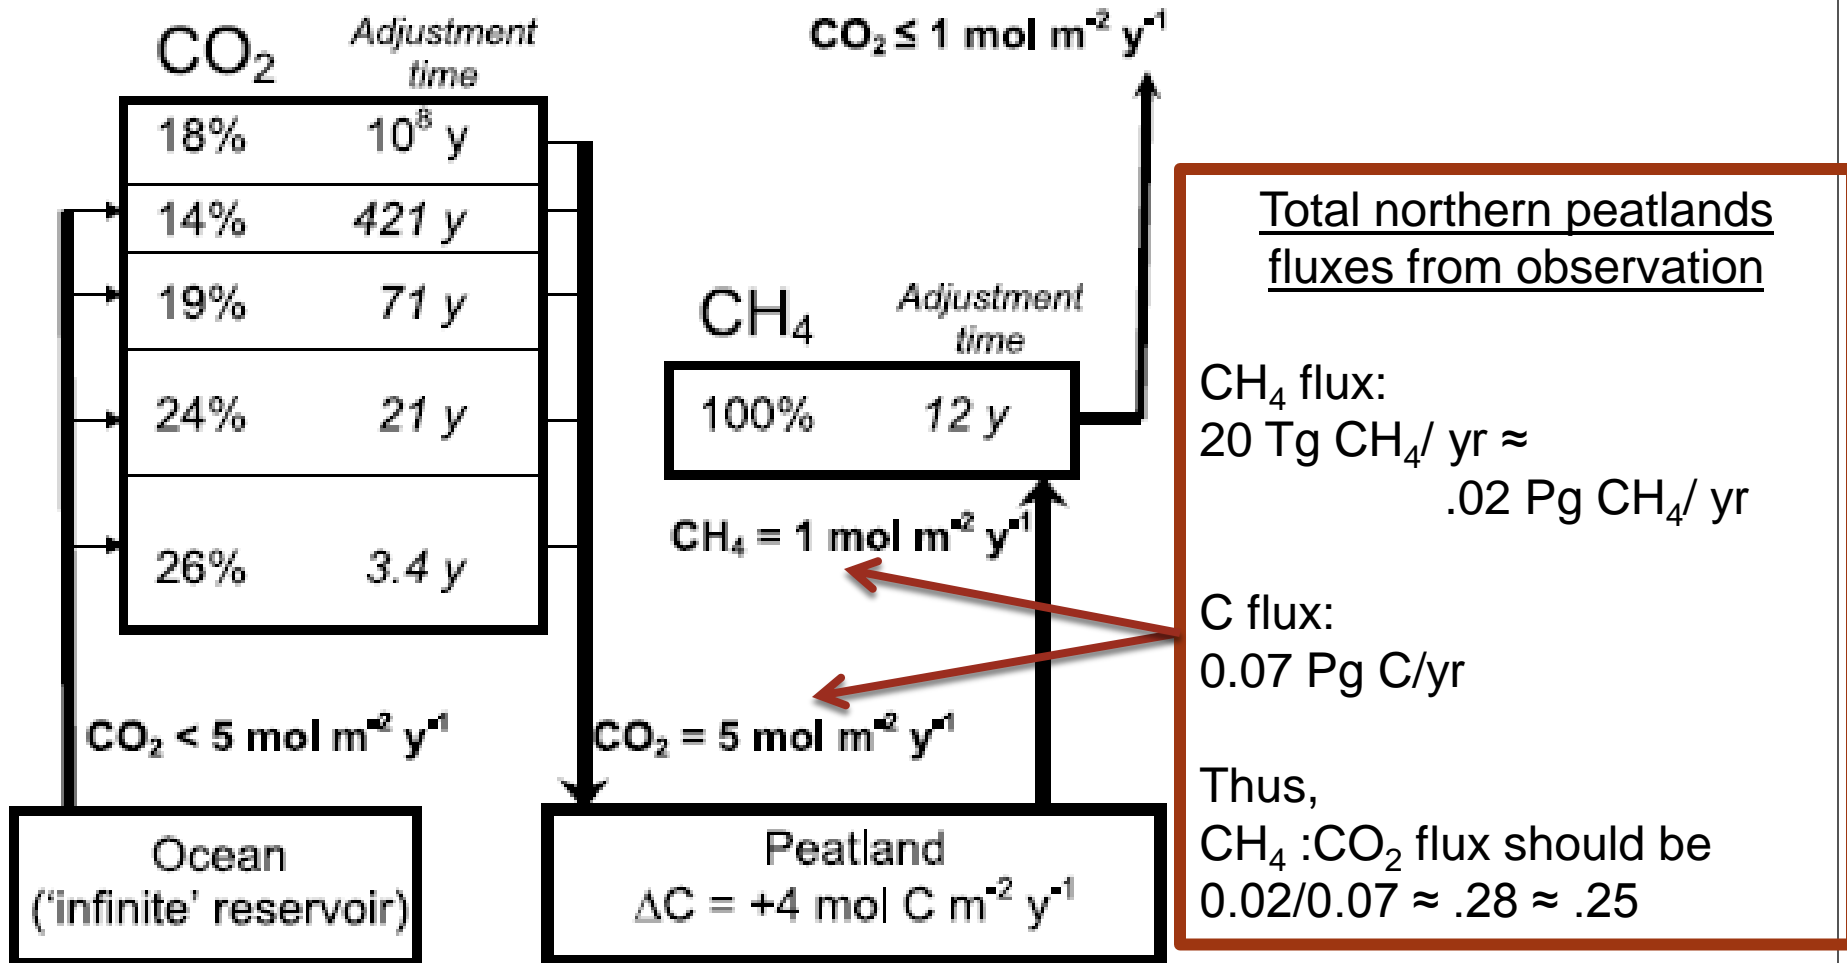 CO₂ Adjustment
time
18% 10⁸ y
14% 421 y
19% 71 y
24% 21 y
26% 3.4 y
CO₂ < 5 mol m⁻² y⁻¹
Ocean
('infinite' reservoir)
CO₂ ≤ 1 mol m⁻² y⁻¹
CH₄ Adjustment
time
100% 12 y
CH₄ = 1 mol m⁻² y⁻¹
CO₂ = 5 mol m⁻² y⁻¹
Peatland
ΔC = +4 mol C m⁻² y⁻¹
Total northern peatlands
fluxes from observation
CH₄ flux:
20 Tg CH₄/ yr ≈
.02 Pg CH₄/ yr
C flux:
0.07 Pg C/yr
Thus,
CH₄ :CO₂ flux should be
0.02/0.07 ≈ .28 ≈ .25